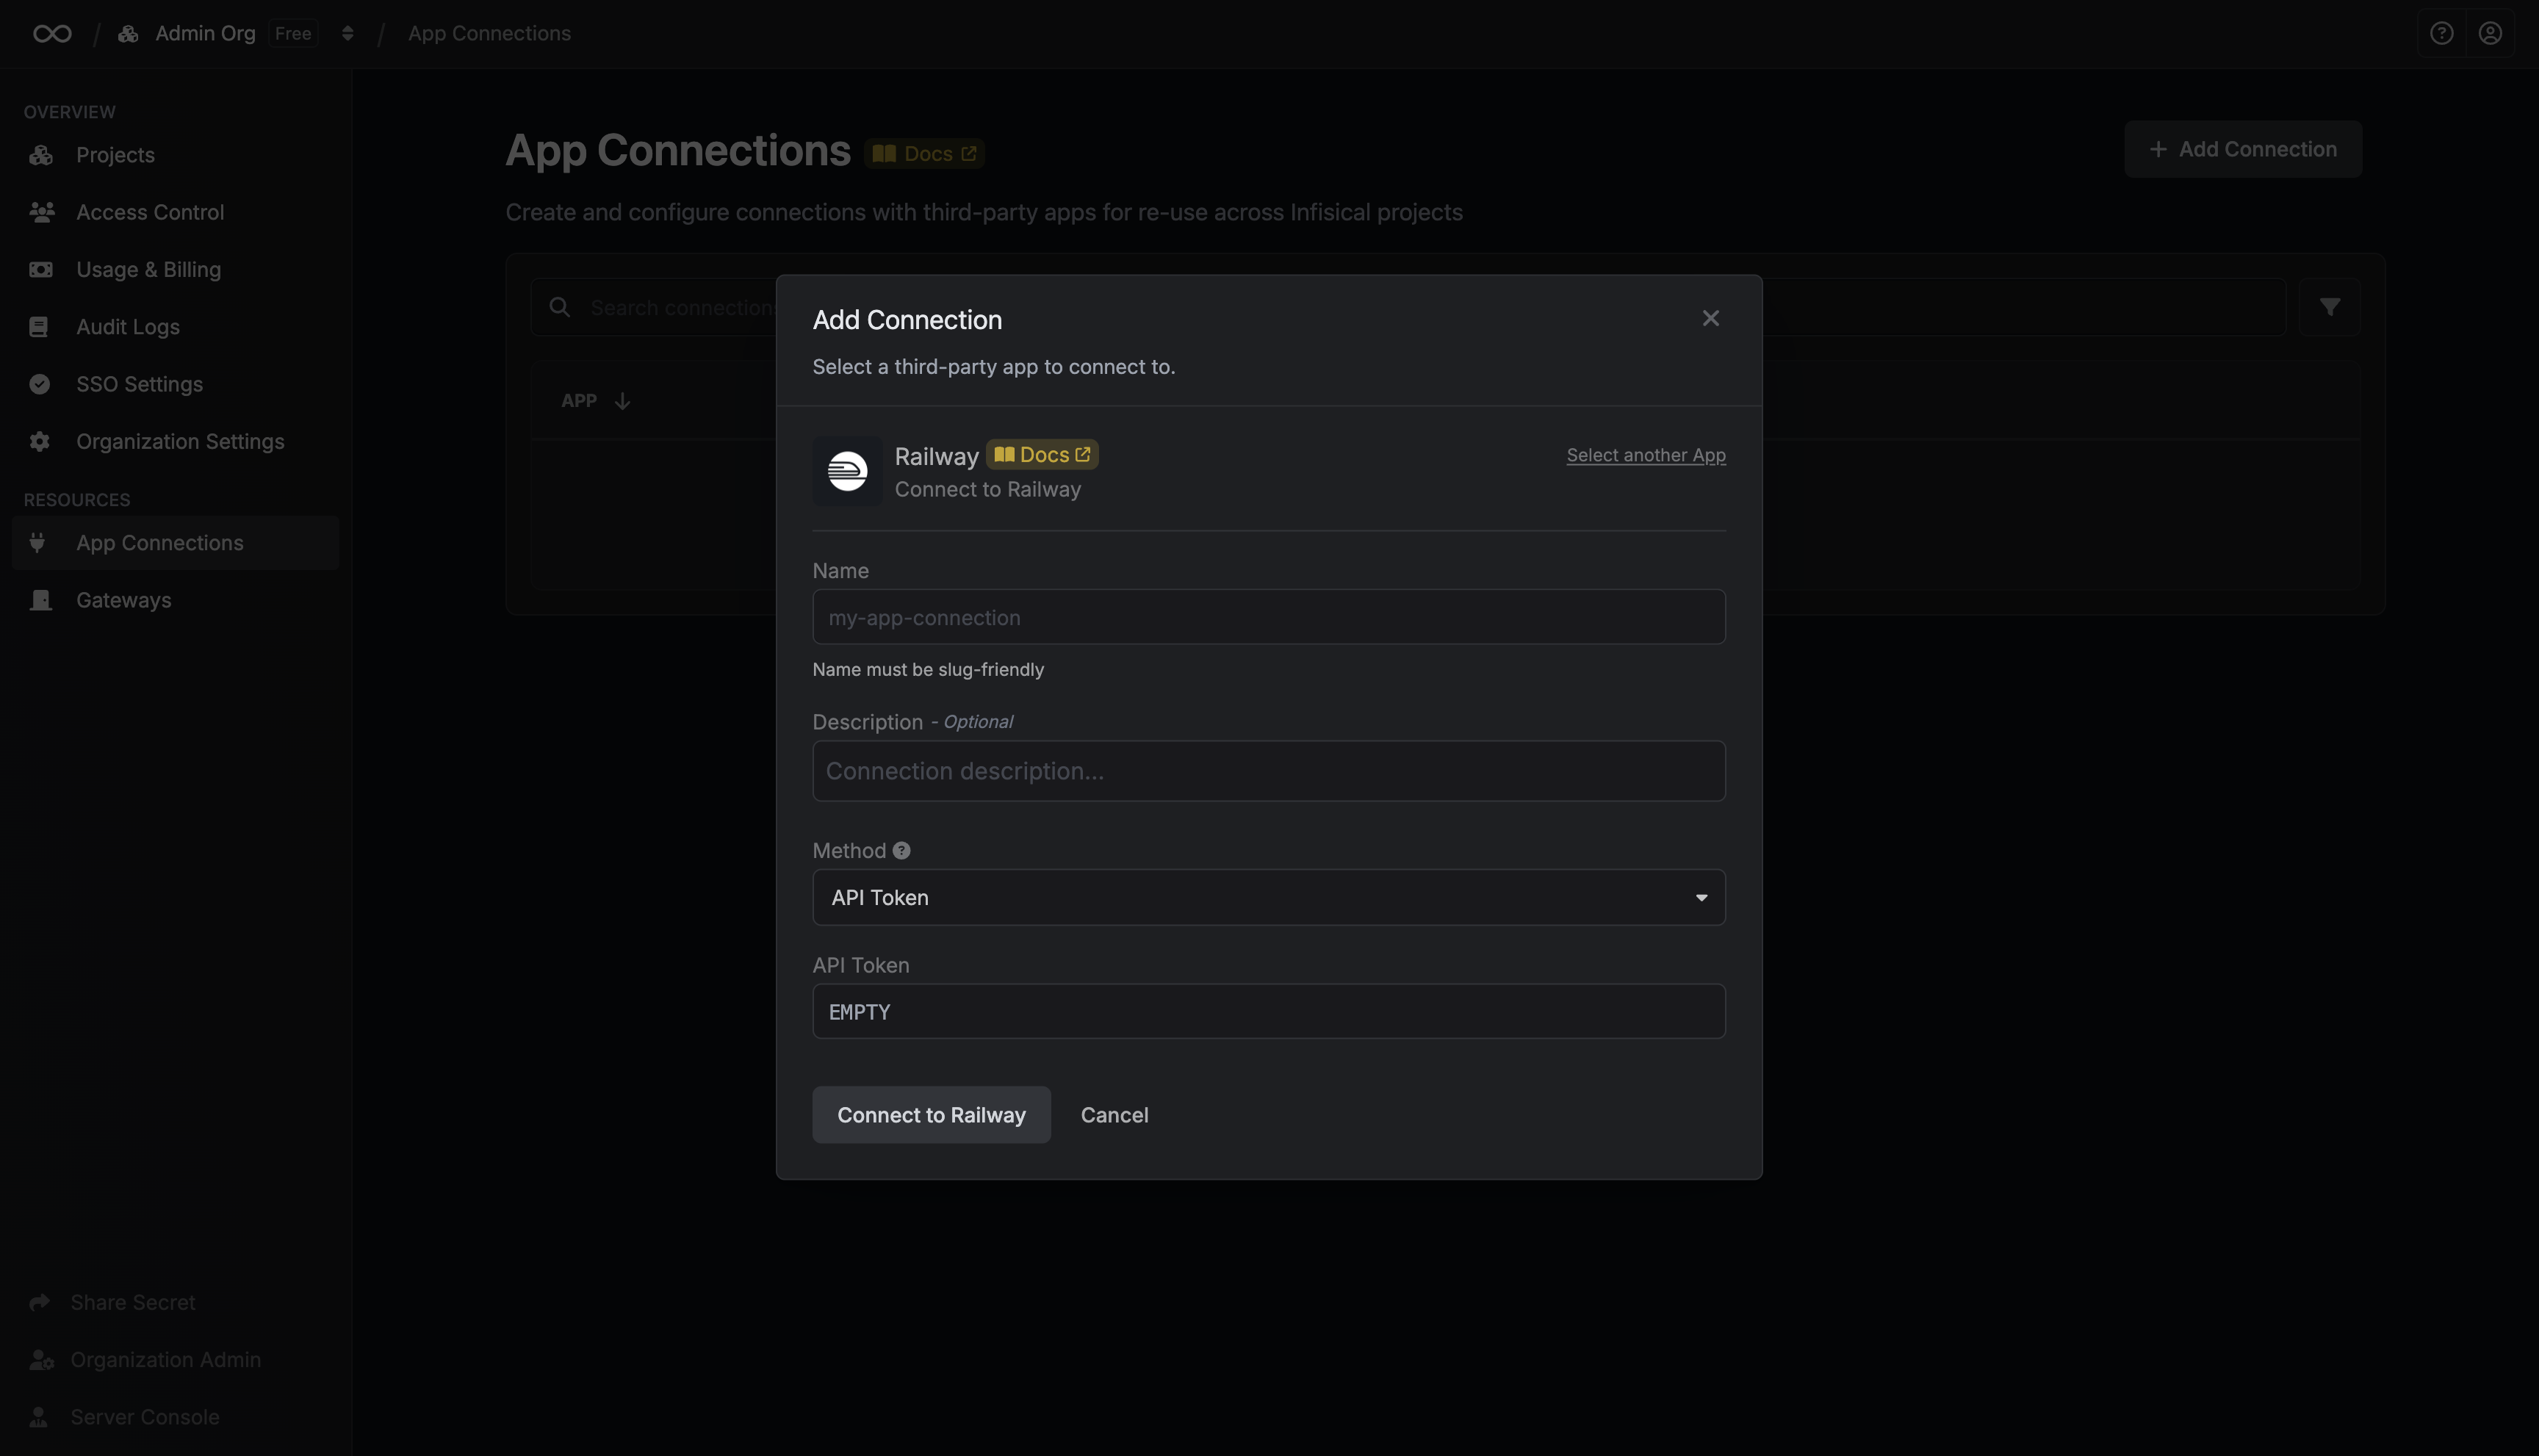 Admin Org Free / App Connections
OVERVIEW
Projects
Access Control
Usage & Billing
Audit Logs
SSO Settings
Organization Settings
RESOURCES
App Connections
Gateways
Share Secret
Organization Admin
Server Console
App Connections Docs
+ Add Connection
Create and configure connections with third-party apps for re-use across Infisical projects
Search connections
APP
Add Connection
Select a third-party app to connect to.
Railway Docs
Select another App
Connect to Railway
Name
my-app-connection
Name must be slug-friendly
Description - Optional
Connection description...
Method
API Token
API Token
EMPTY
Connect to Railway
Cancel